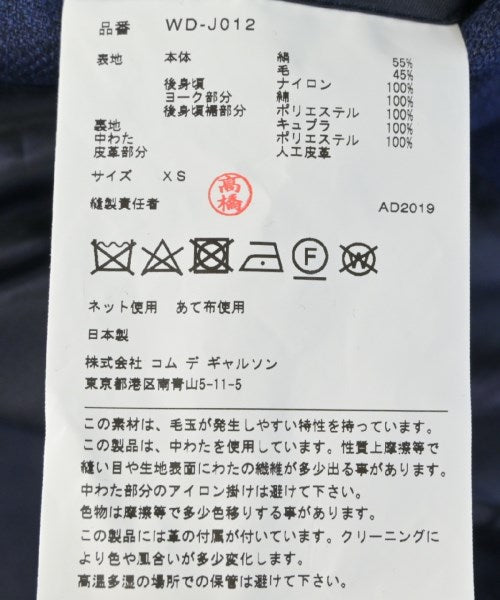 品番 WD-J012
表地 本体 絹 55%
毛 45%
後身頃 ナイロン 100%
ヨーク部分 綿 100%
後身頃裾部分 ポリエステル 100%
裏地 キュプラ 100%
中わた ポリエステル 100%
皮革部分 人工皮革
サイズ XS
高橋
縫製責任者 AD2019
F W
ネット使用 あて布使用
日本製
株式会社 コム デ ギャルソン
東京都港区南青山5-11-5
この素材は、毛玉が発生しやすい特性を持っています。
この製品は、中わたを使用しています。性質上摩擦等で
縫い目や生地表面にわたの繊維が多少出る事があります。
中わた部分のアイロン掛けは避けて下さい。
色物は摩擦等で多少色移りする事があります。
この製品には革の付属が付いています。クリーニングに
より色や風合いが多少変化します。
高温多湿の場所での保管は避けて下さい。